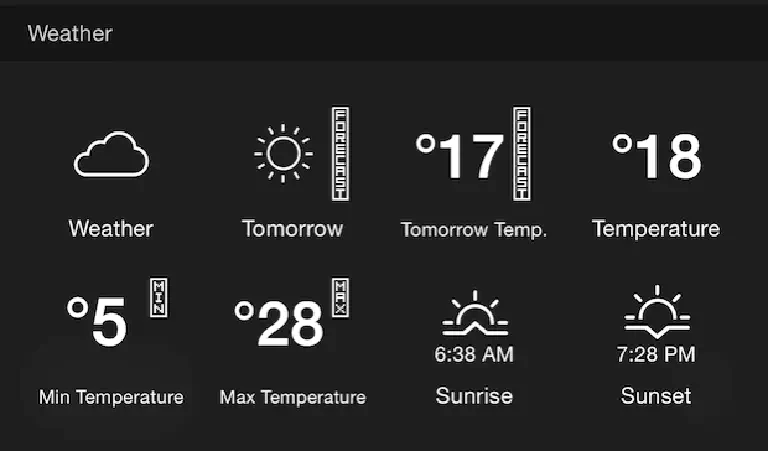 Weather
FORECAST
FORECAST
°17
°18
Weather
Tomorrow
Tomorrow Temp.
Temperature
°5
MIN
°28
MAX
6:38 AM
7:28 PM
Min Temperature
Max Temperature
Sunrise
Sunset